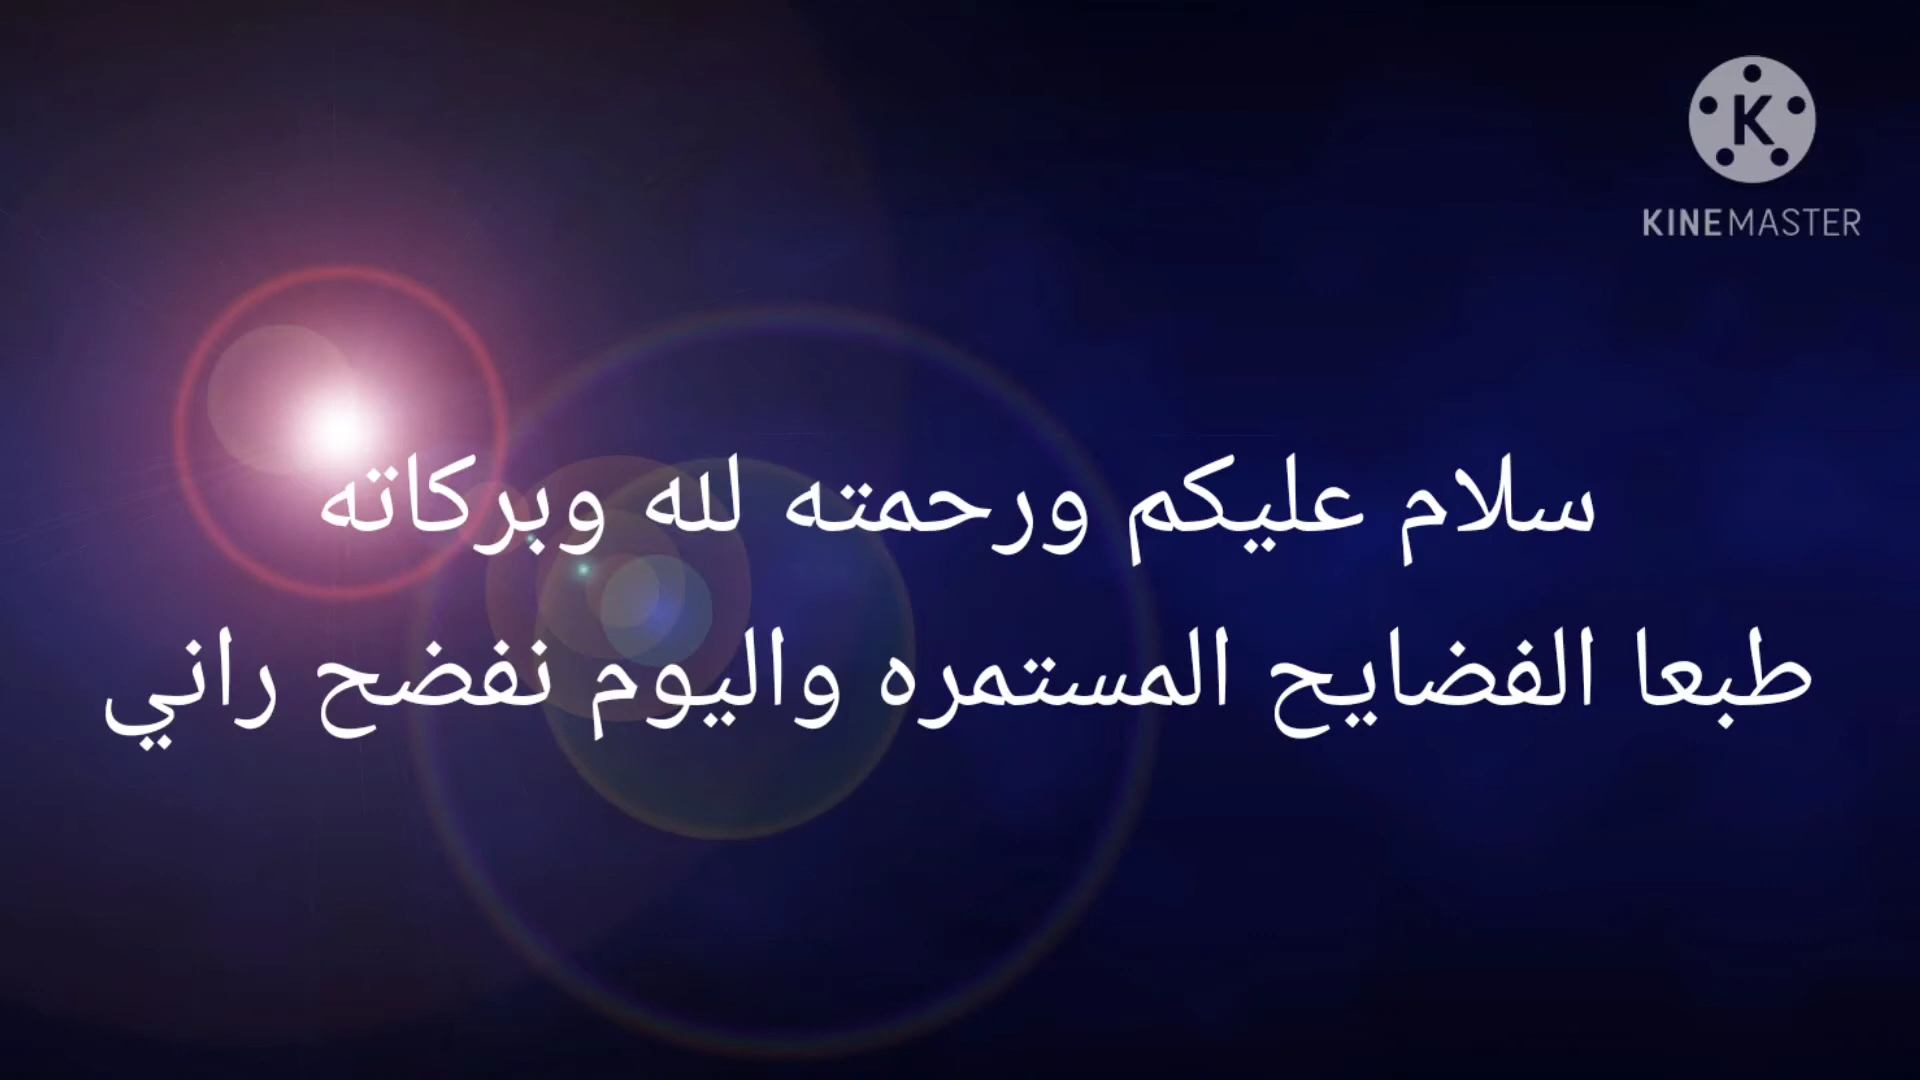 KINEMASTER
سلام عليكم ورحمته لله وبركاته
طبعا الفضايح المستمره واليوم نفضح راني